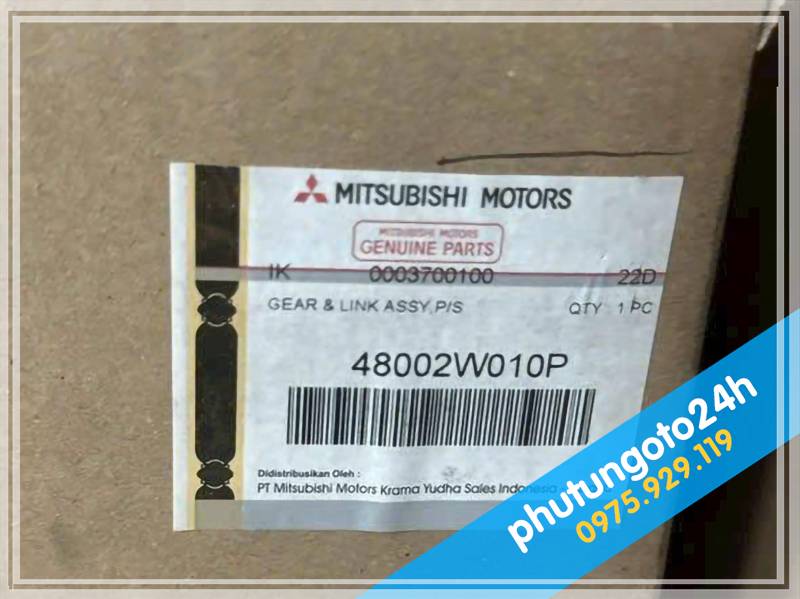 MITSUBISHI MOTORS
MITSUBISHI MOTORS
GENUINE PARTS
IK 0003700100 22D
GEAR & LINK ASSY,P/S QTY 1 PC
48002W010P
Didistribusikan Oleh :
PT Mitsubishi Motors Krama Yudha Sales Indonesia
phutungoto24h
0975.929.119